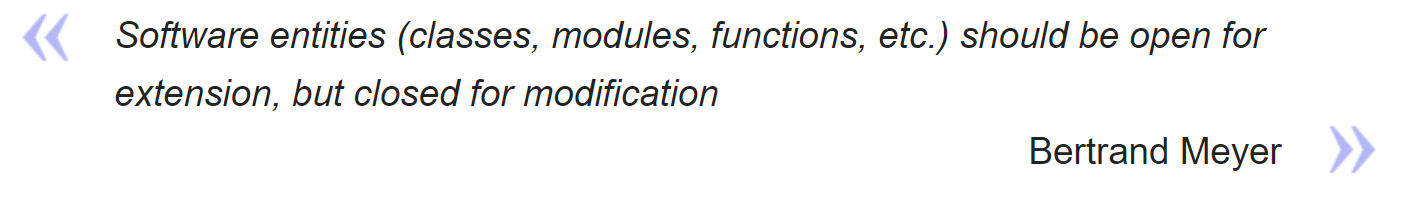 « Software entities (classes, modules, functions, etc.) should be open for
extension, but closed for modification
Bertrand Meyer »